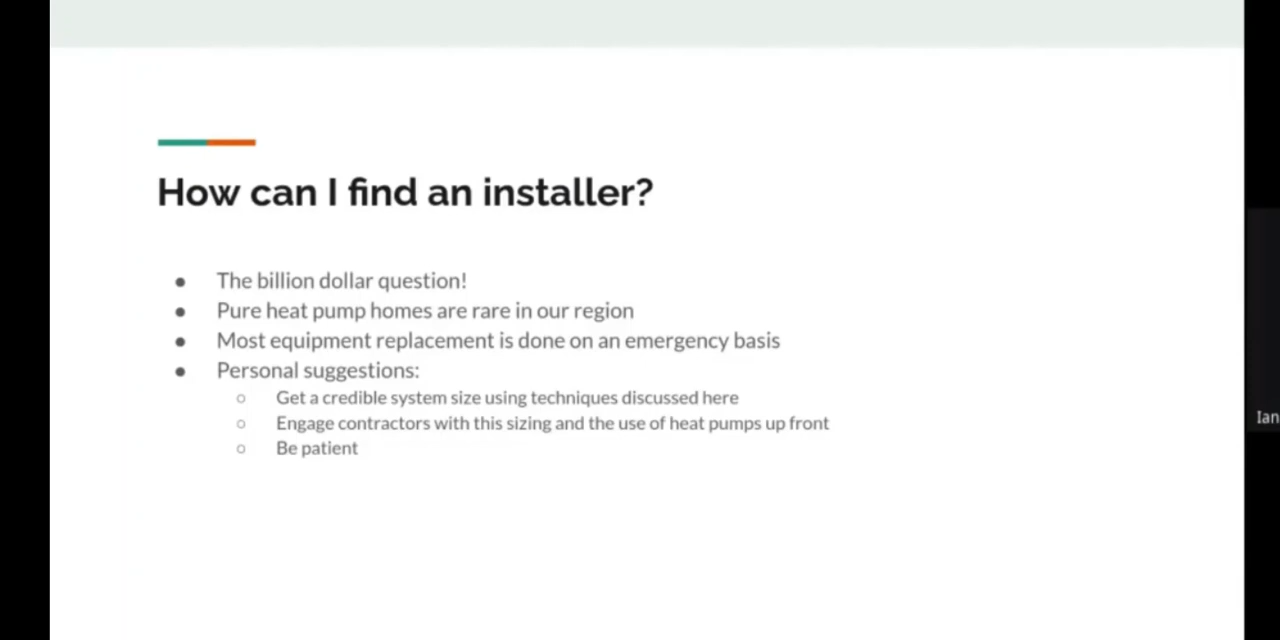 How can I find an installer?
● The billion dollar question!
● Pure heat pump homes are rare in our region
● Most equipment replacement is done on an emergency basis
● Personal suggestions:
○ Get a credible system size using techniques discussed here
○ Engage contractors with this sizing and the use of heat pumps up front
Ian
○ Be patient